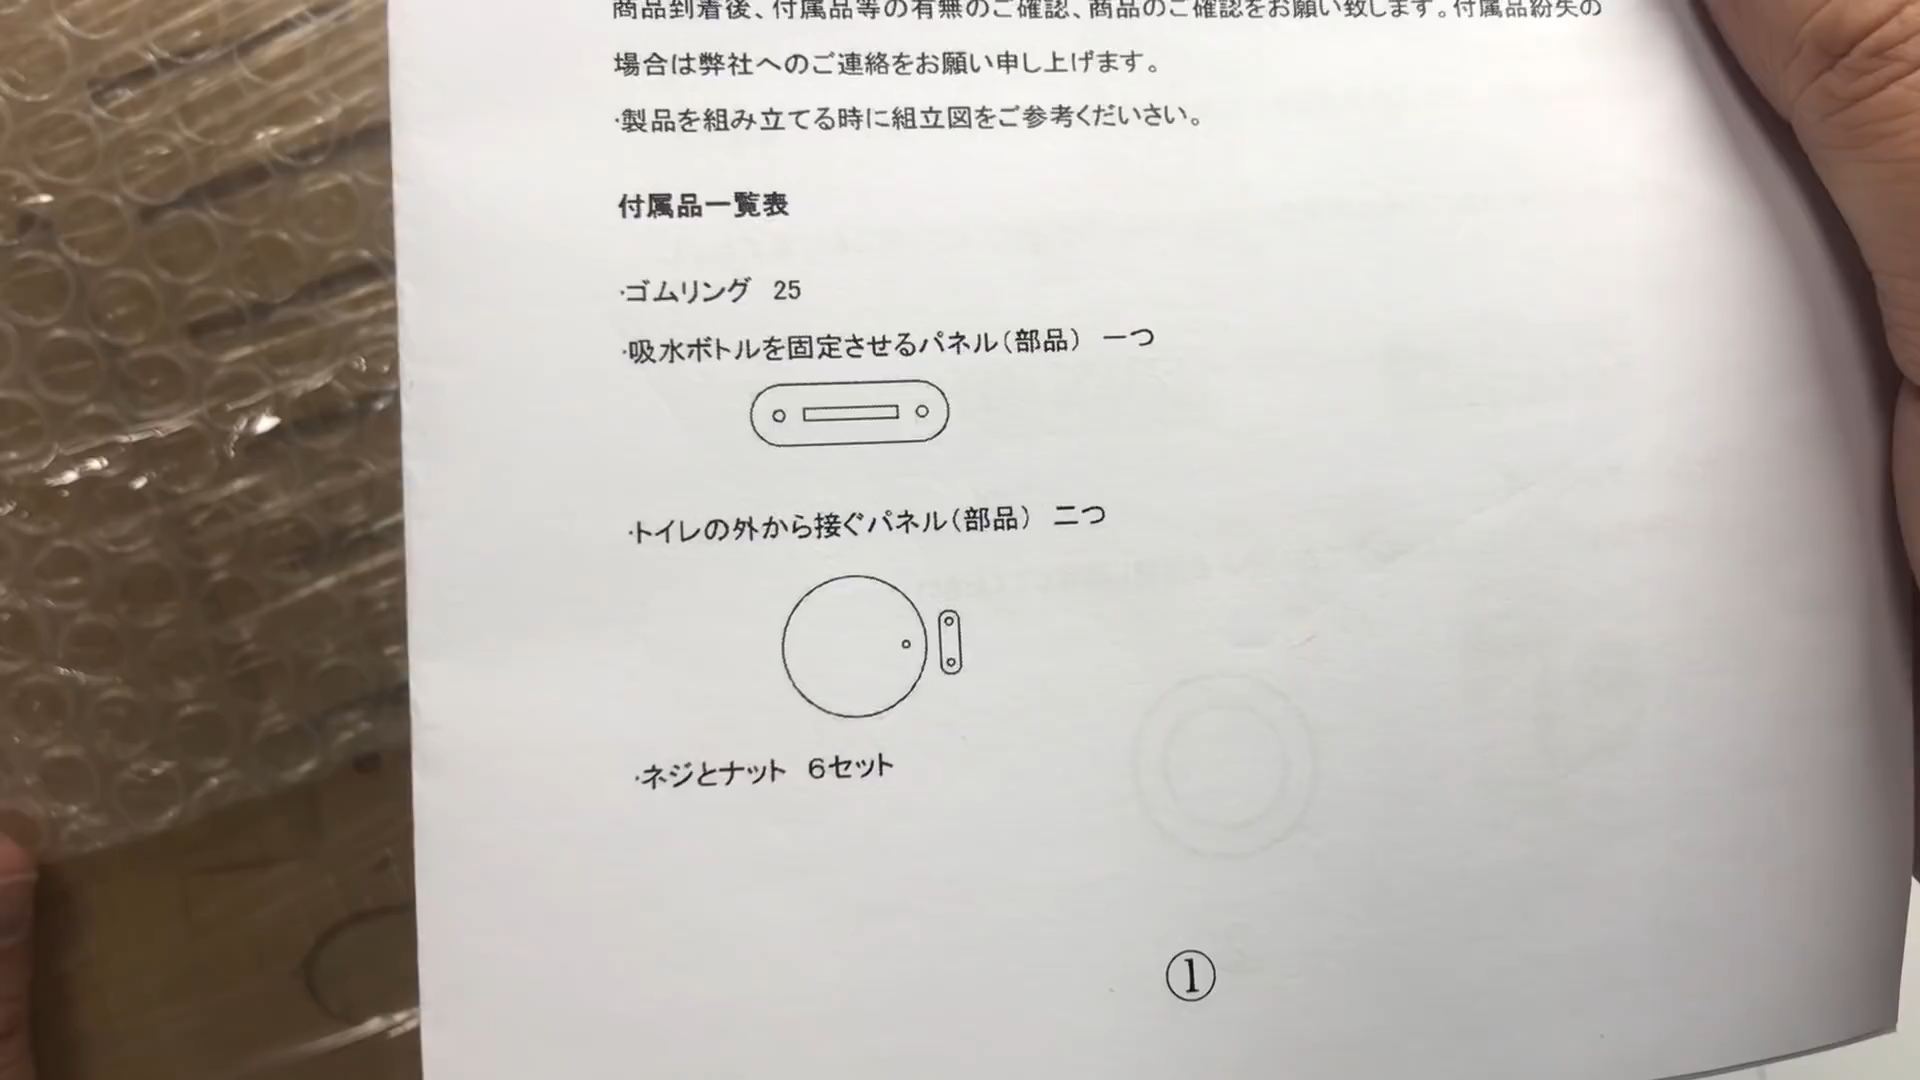 商品到着後、付属品等の有無のご確認、商品のご確認をお願い致します。付属品紛失の
場合は弊社へのご連絡をお願い申し上げます。
·製品を組み立てる時に組立図をご参考くだいさい。
付属品一覧表
·ゴムリング 25
·吸水ボトルを固定させるパネル(部品) 一つ
·トイレの外から接ぐパネル(部品) 二つ
·ネジとナット 6セット
①